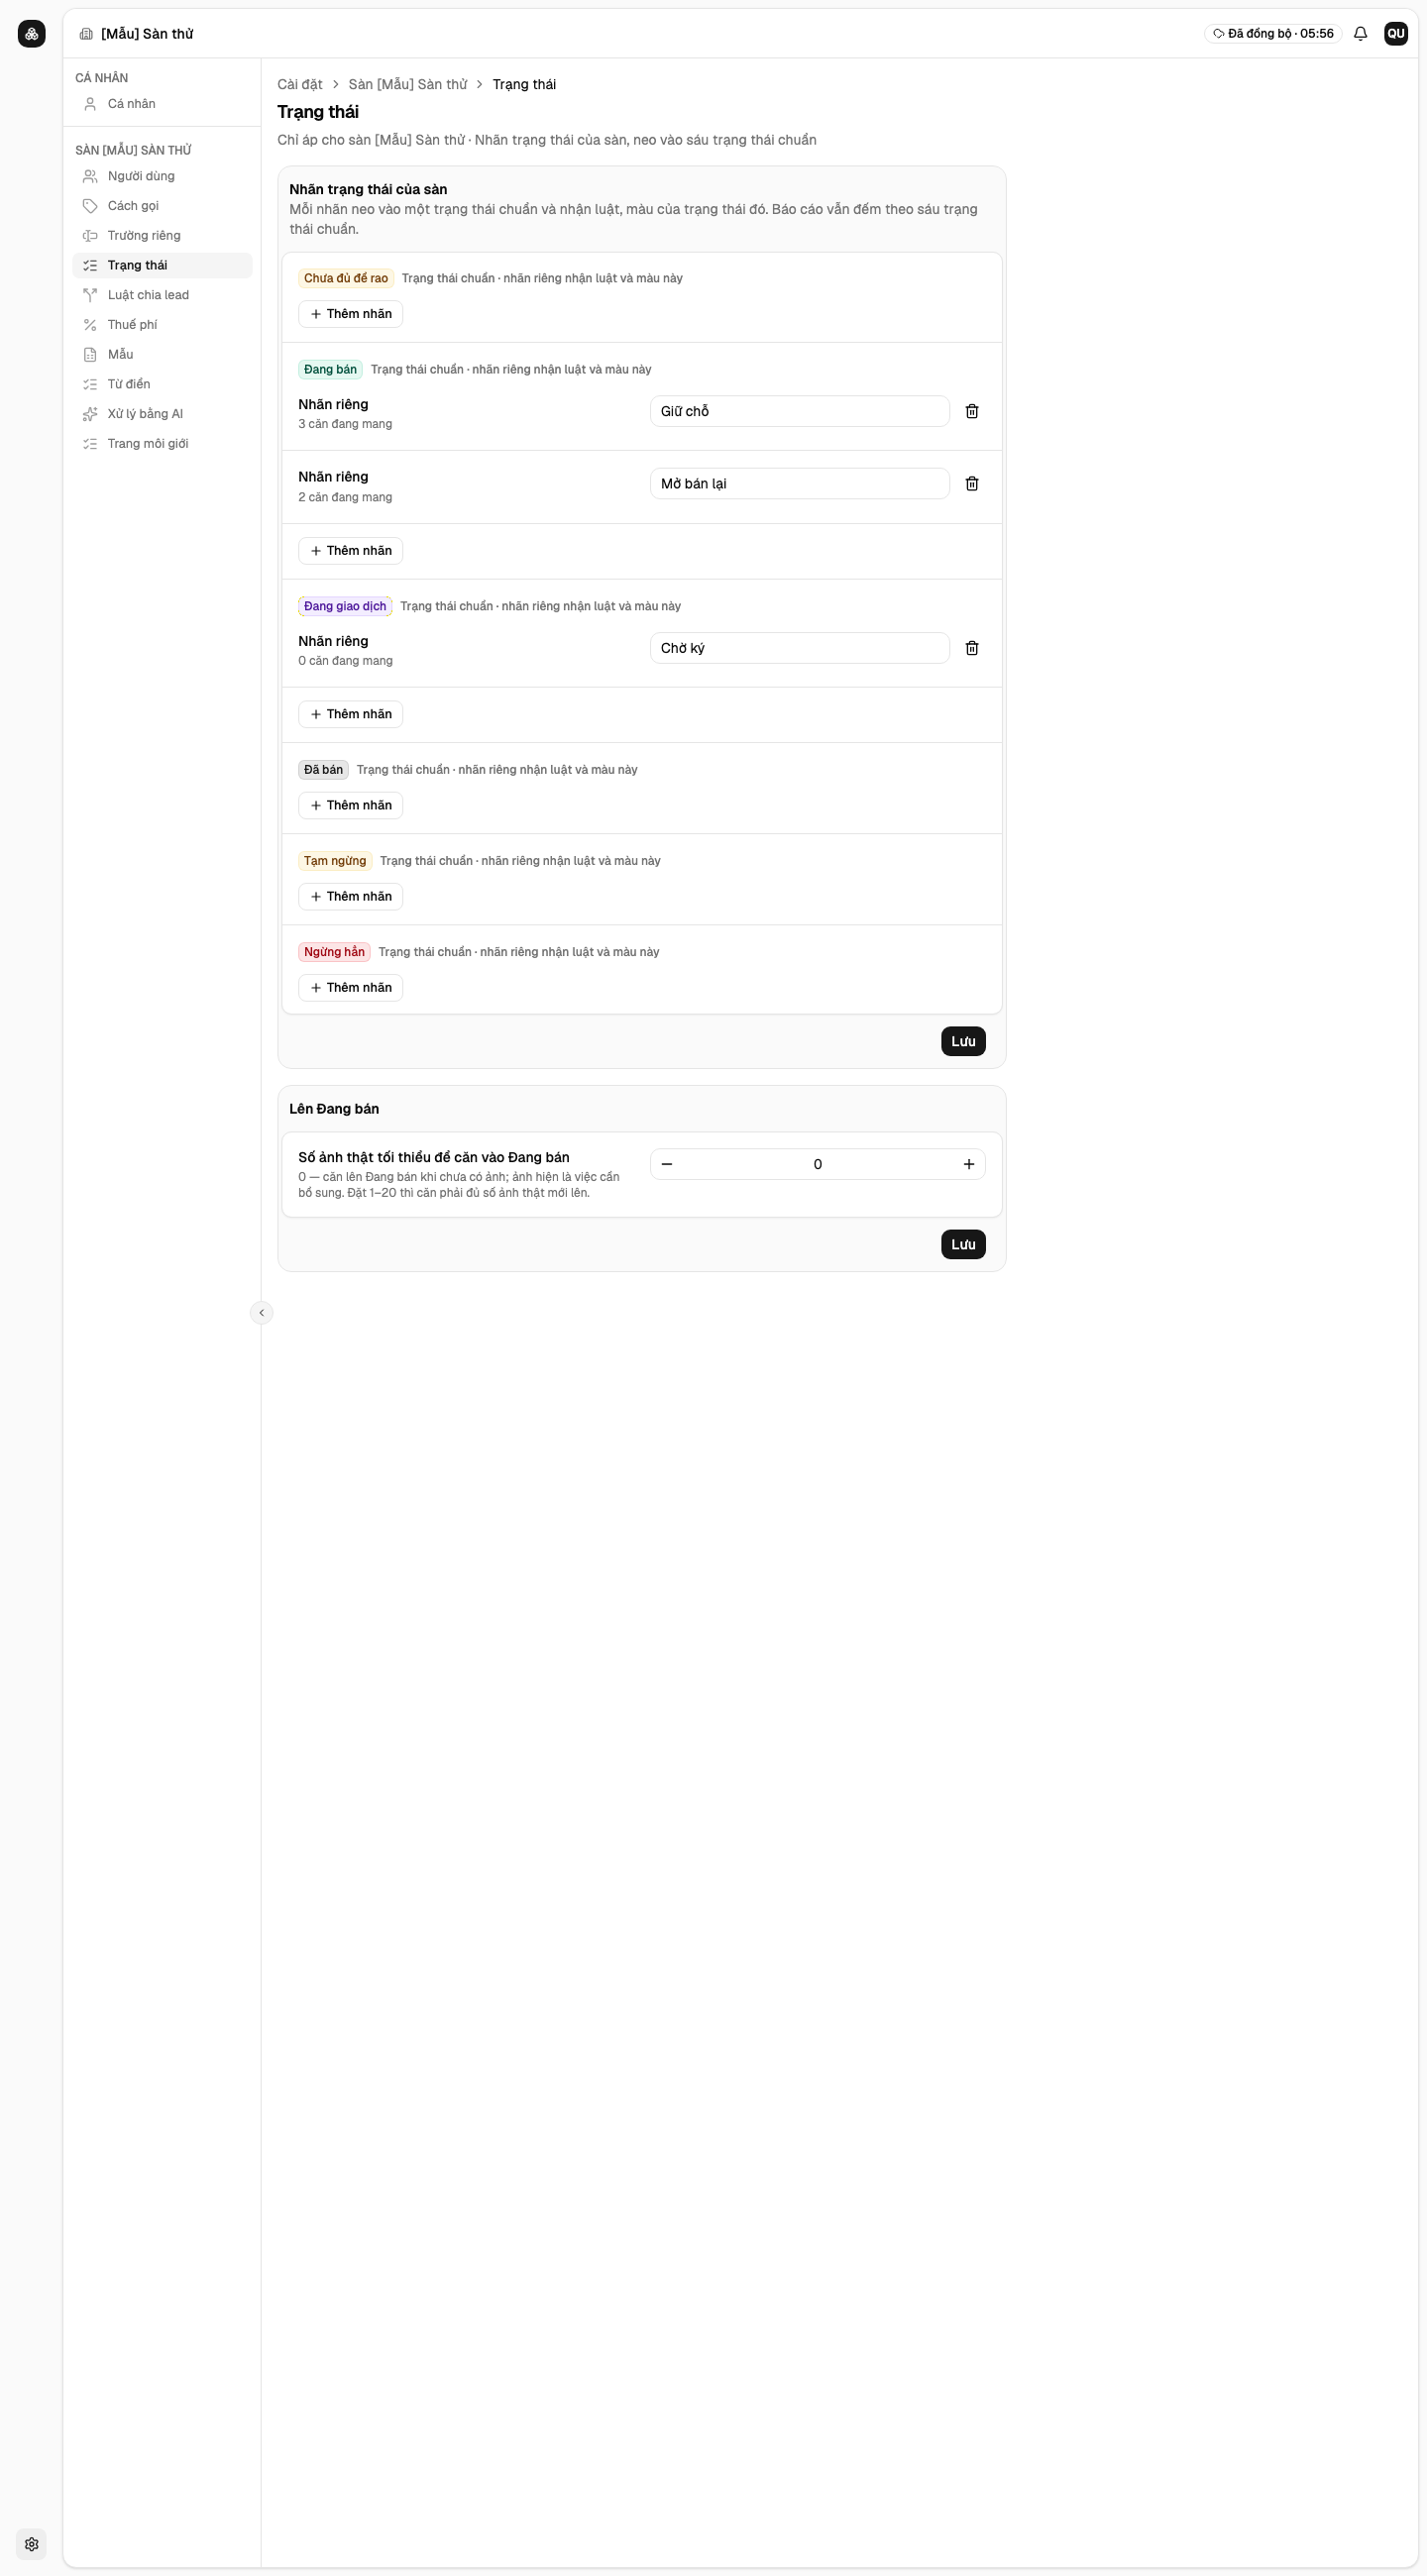 [Mẫu] Sàn thử
Đã đồng bộ · 05:56
QU
CÁ NHÂN
Cá nhân
SÀN [MẪU] SÀN THỬ
Người dùng
Cách gọi
Trường riêng
Trạng thái
Luật chia lead
Thuế phí
Mẫu
Từ điển
Xử lý bằng AI
Trang môi giới
Cài đặt > Sàn [Mẫu] Sàn thử > Trạng thái
Trạng thái
Chỉ áp cho sàn [Mẫu] Sàn thử · Nhãn trạng thái của sàn, neo vào sáu trạng thái chuẩn
Nhãn trạng thái của sàn
Mỗi nhãn neo vào một trạng thái chuẩn và nhận luật, màu của trạng thái đó. Báo cáo vẫn đếm theo sáu trạng
thái chuẩn.
Chưa đủ để rao Trạng thái chuẩn · nhãn riêng nhận luật và màu này
Thêm nhãn
Đang bán Trạng thái chuẩn · nhãn riêng nhận luật và màu này
Nhãn riêng
3 căn đang mang
Giữ chỗ
Nhãn riêng
2 căn đang mang
Mở bán lại
Thêm nhãn
Đang giao dịch Trạng thái chuẩn · nhãn riêng nhận luật và màu này
Nhãn riêng
0 căn đang mang
Chờ ký
Thêm nhãn
Đã bán Trạng thái chuẩn · nhãn riêng nhận luật và màu này
Thêm nhãn
Tạm ngừng Trạng thái chuẩn · nhãn riêng nhận luật và màu này
Thêm nhãn
Ngừng hẳn Trạng thái chuẩn · nhãn riêng nhận luật và màu này
Thêm nhãn
Lưu
Lên Đang bán
Số ảnh thật tối thiểu để căn vào Đang bán
0 — căn lên Đang bán khi chưa có ảnh; ảnh hiện là việc cần
bổ sung. Đặt 1–20 thì căn phải đủ số ảnh thật mới lên.
0
Lưu